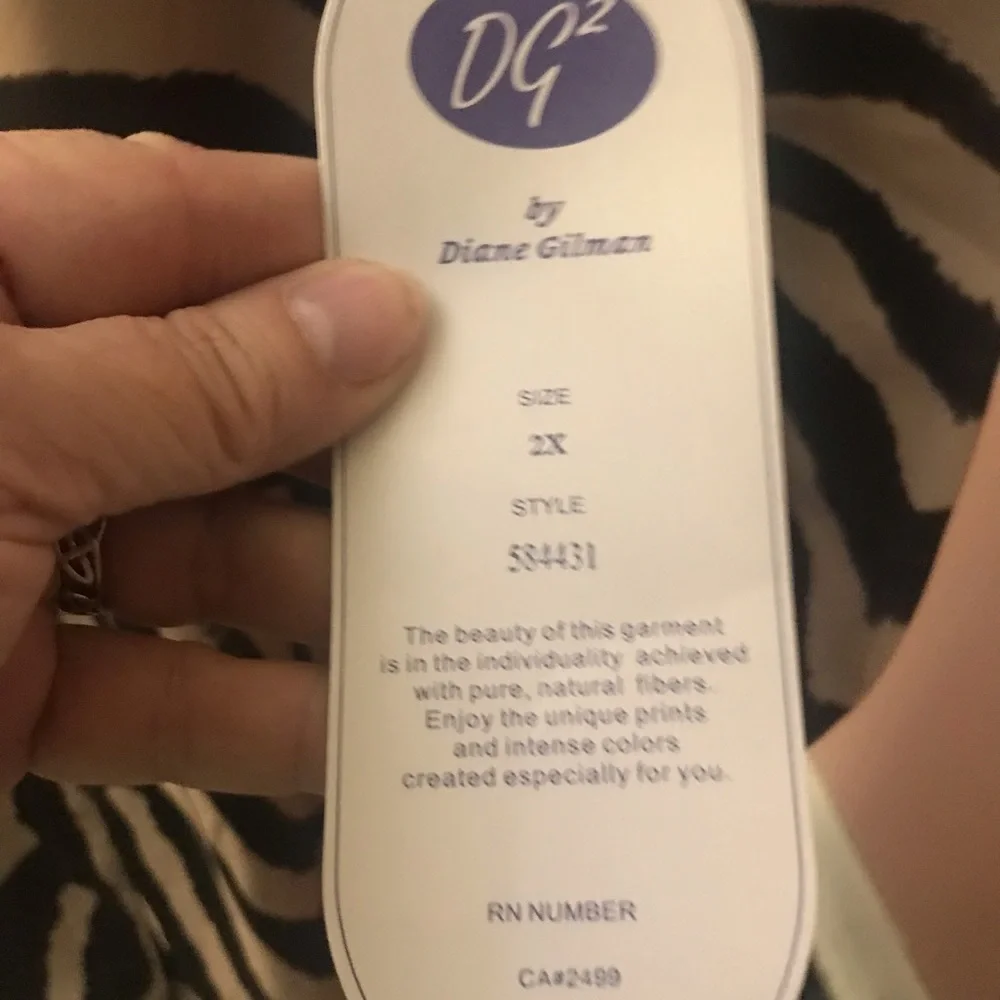 DG²
by
Diane Gilman
SIZE
2X
STYLE
584431
The beauty of this garment
is in the individuality achieved
with pure, natural fibers.
Enjoy the unique prints
and intense colors
created especially for you.
RN NUMBER
CA#2499